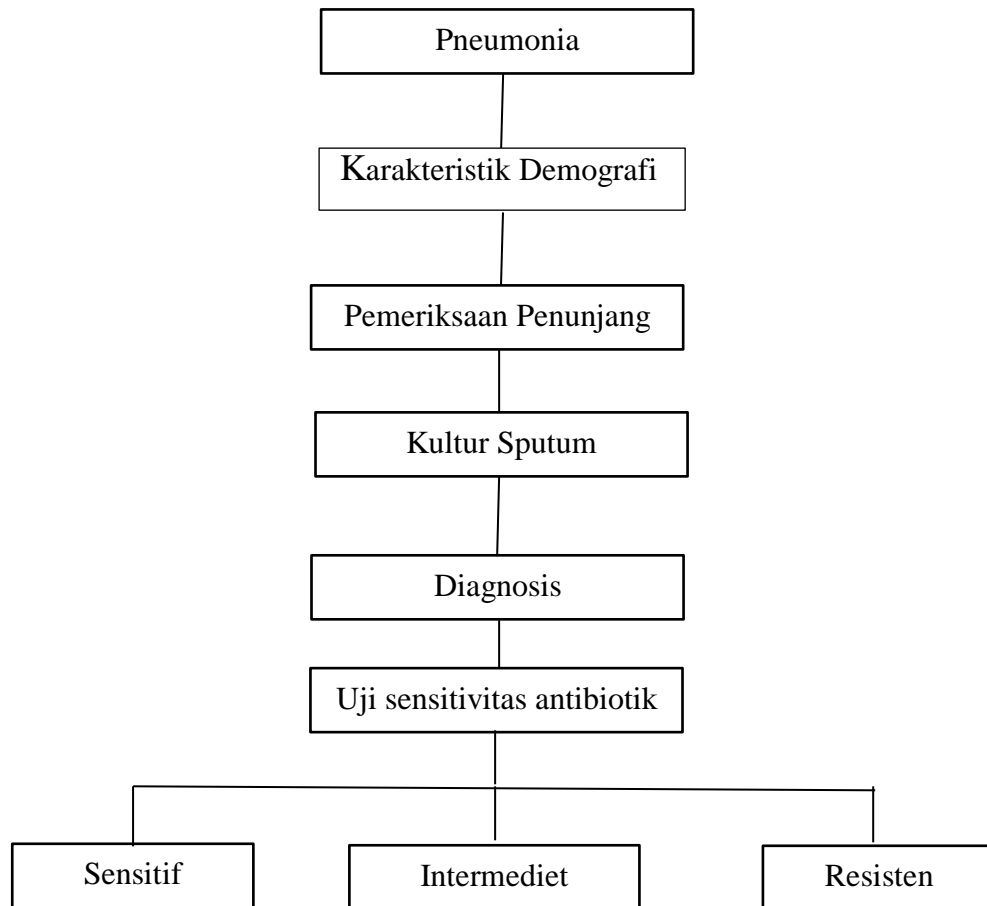 Pneumonia
Karakteristik Demografi
Pemeriksaan Penunjang
Kultur Sputum
Diagnosis
Uji sensitivitas antibiotik
Sensitif
Intermediet
Resisten